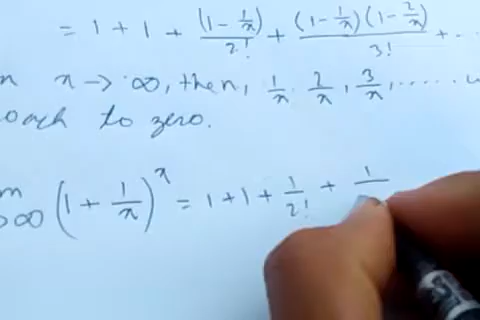 = 1 + 1 + (1 - 1/x)/2! + (1 - 1/x)(1 - 2/x)/3! + ..
x → ∞, then, 1/x, 2/x, 3/x, .....
to zero.
(1 + 1/x)^x = 1 + 1 + 1/2! + 1/